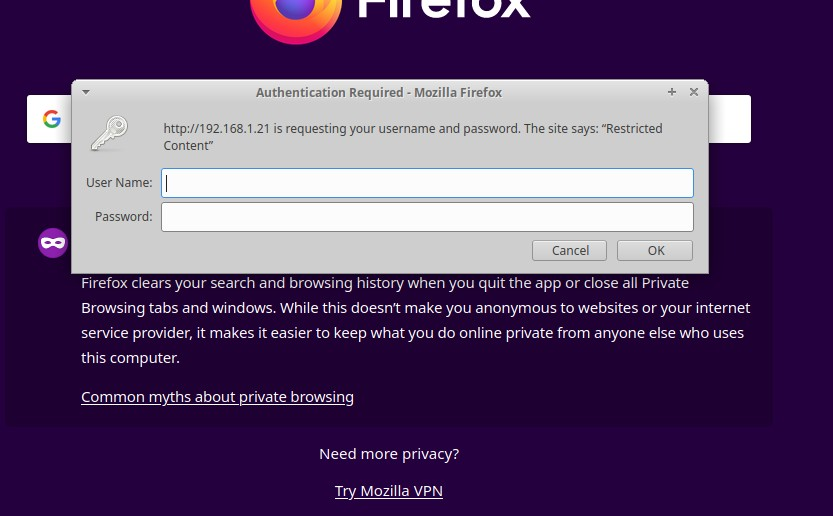 Firefox
Authentication Required - Mozilla Firefox
http://192.168.1.21 is requesting your username and password. The site says: “Restricted
Content”
User Name:
Password:
Cancel
OK
Firefox clears your search and browsing history when you quit the app or close all Private
Browsing tabs and windows. While this doesn’t make you anonymous to websites or your internet
service provider, it makes it easier to keep what you do online private from anyone else who uses
this computer.
Common myths about private browsing
Need more privacy?
Try Mozilla VPN